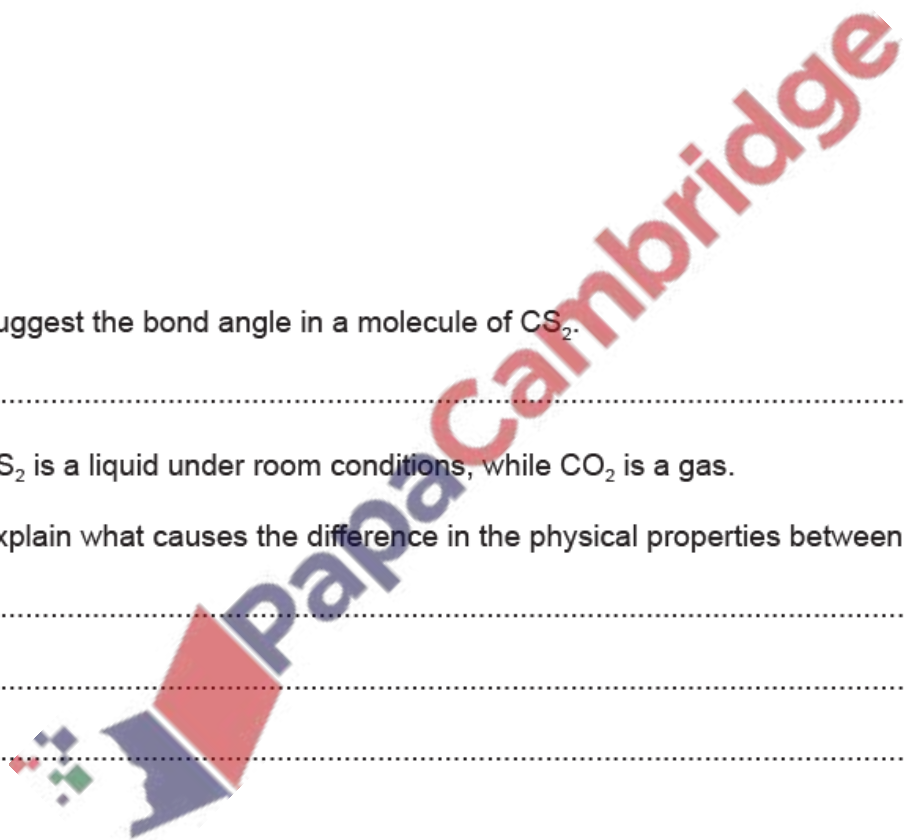 uggest the bond angle in a molecule of CS₂.
S₂ is a liquid under room conditions, while CO₂ is a gas.
xplain what causes the difference in the physical properties between
PapaCambridge